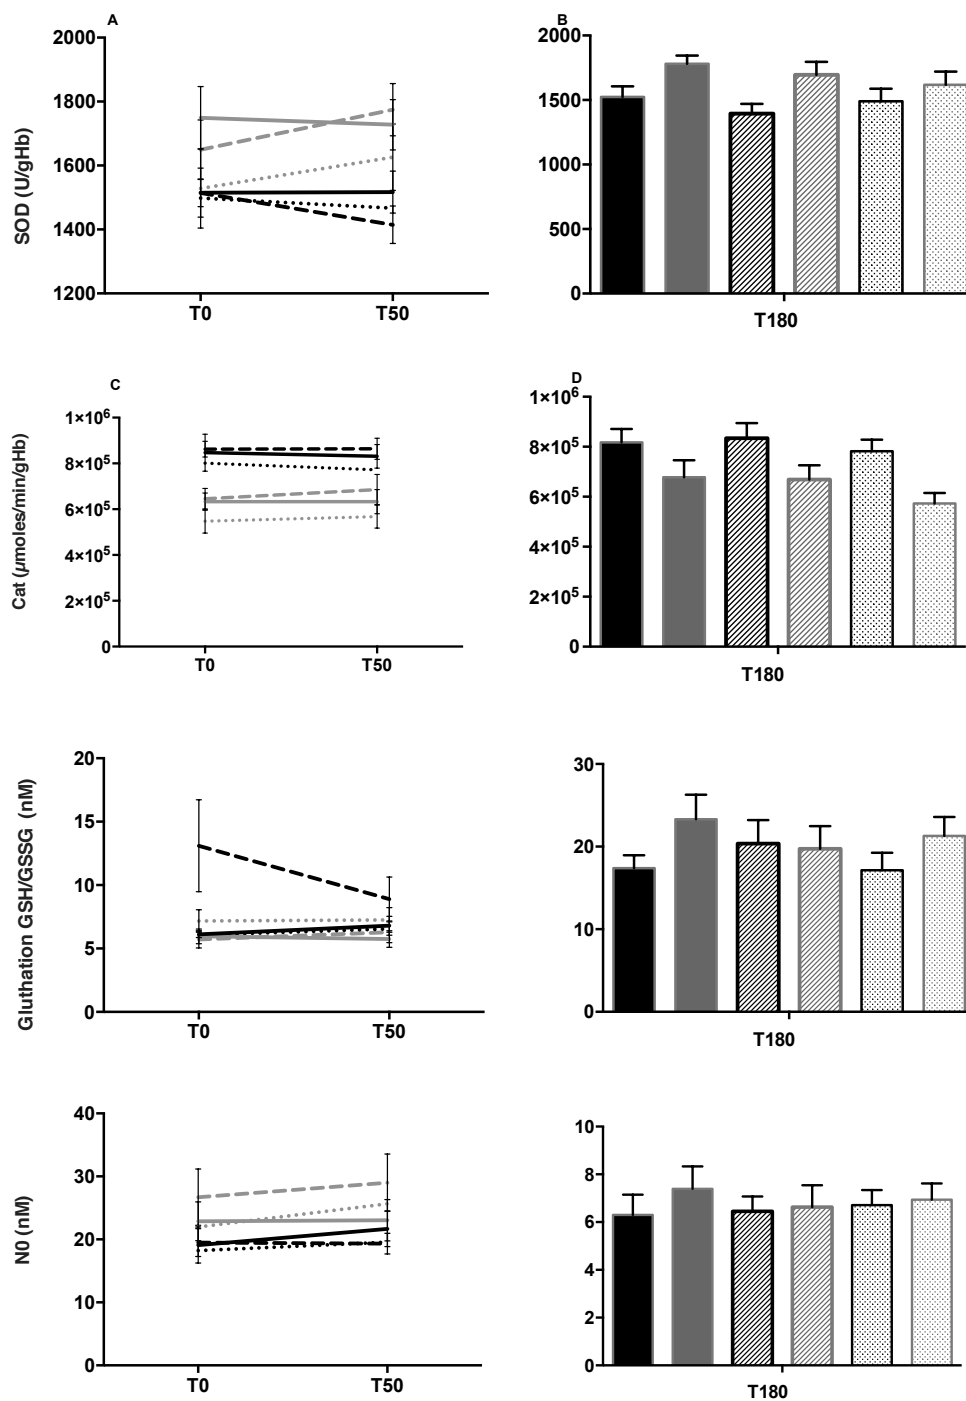 A
2000
1800
1600
1400
1200
SOD (U/gHb)
T0
T50
B
2000
1500
1000
500
0
T180
C
1×10⁶
8×10⁵
6×10⁵
4×10⁵
2×10⁵
0
Cat (µmoles/min/gHb)
T0
T50
D
1×10⁶
8×10⁵
6×10⁵
4×10⁵
2×10⁵
0
T180
20
15
10
5
0
Gluthation GSH/GSSG (nM)
T0
T50
30
20
10
0
T180
40
30
20
10
0
N0 (nM)
T0
T50
10
8
6
4
2
0
T180